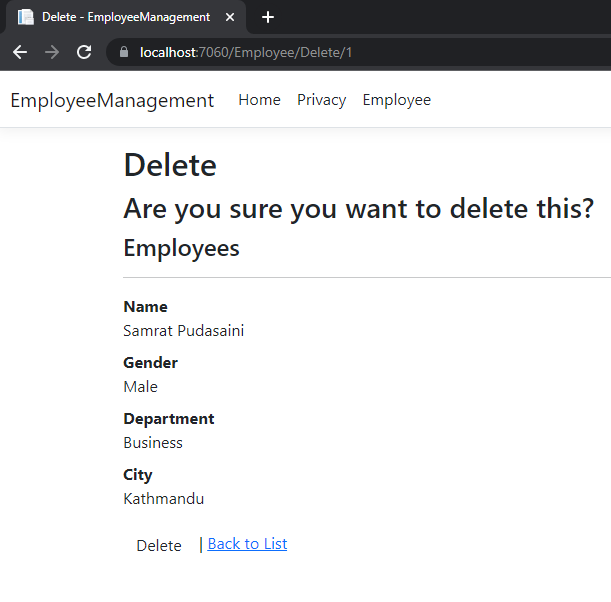 Delete - EmployeeManagement
localhost:7060/Employee/Delete/1
EmployeeManagement Home Privacy Employee
Delete
Are you sure you want to delete this?
Employees
Name
Samrat Pudasaini
Gender
Male
Department
Business
City
Kathmandu
Delete | Back to List